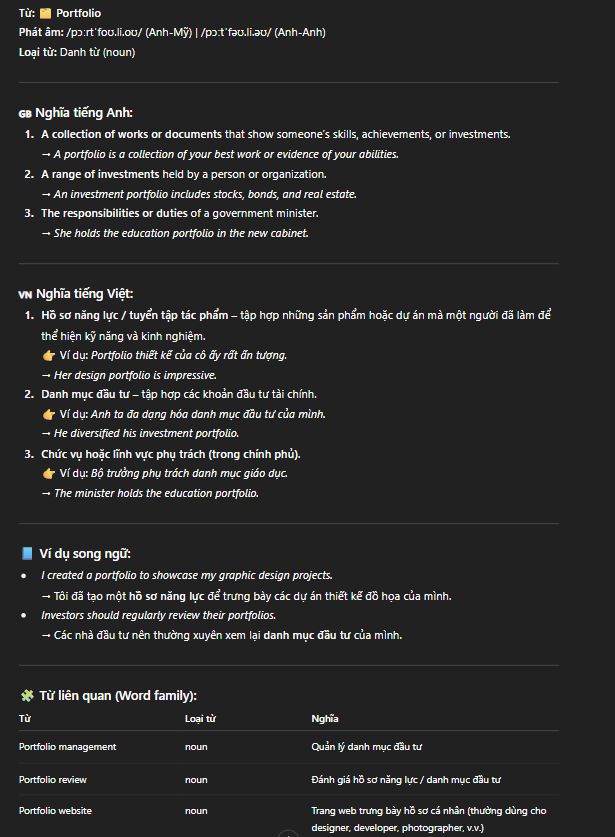 Từ: Portfolio
Phát âm: /pɔːrtˈfoʊ.li.oʊ/ (Anh-Mỹ) | /pɔːtˈfəʊ.li.əʊ/ (Anh-Anh)
Loại từ: Danh từ (noun)
GB Nghĩa tiếng Anh:
1. A collection of works or documents that show someone's skills, achievements, or investments.
→ A portfolio is a collection of your best work or evidence of your abilities.
2. A range of investments held by a person or organization.
→ An investment portfolio includes stocks, bonds, and real estate.
3. The responsibilities or duties of a government minister.
→ She holds the education portfolio in the new cabinet.
VN Nghĩa tiếng Việt:
1. Hồ sơ năng lực / tuyển tập tác phẩm – tập hợp những sản phẩm hoặc dự án mà một người đã làm để
thể hiện kỹ năng và kinh nghiệm.
👉 Ví dụ: Portfolio thiết kế của cô ấy rất ấn tượng.
→ Her design portfolio is impressive.
2. Danh mục đầu tư – tập hợp các khoản đầu tư tài chính.
👉 Ví dụ: Anh ta đa dạng hóa danh mục đầu tư của mình.
→ He diversified his investment portfolio.
3. Chức vụ hoặc lĩnh vực phụ trách (trong chính phủ).
👉 Ví dụ: Bộ trưởng phụ trách danh mục giáo dục.
→ The minister holds the education portfolio.
📘 Ví dụ song ngữ:
• I created a portfolio to showcase my graphic design projects.
→ Tôi đã tạo một hồ sơ năng lực để trưng bày các dự án thiết kế đồ họa của mình.
• Investors should regularly review their portfolios.
→ Các nhà đầu tư nên thường xuyên xem lại danh mục đầu tư của mình.
🧩 Từ liên quan (Word family):
Từ Loại từ Nghĩa
Portfolio management noun Quản lý danh mục đầu tư
Portfolio review noun Đánh giá hồ sơ năng lực / danh mục đầu tư
Portfolio website noun Trang web trưng bày hồ sơ cá nhân (thường dùng cho
designer, developer, photographer, v.v.)